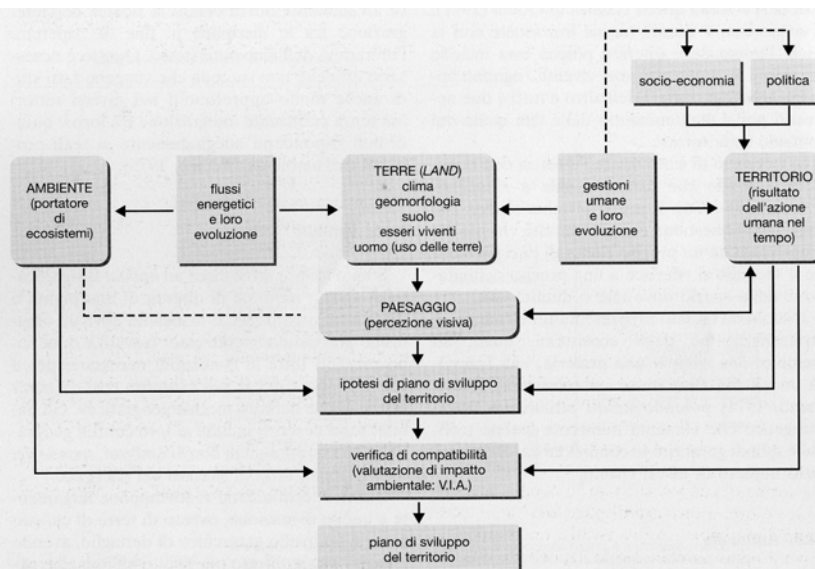 socio-economia
politica
AMBIENTE
(portatore
di
ecosistemi)
flussi
energetici
e loro
evoluzione
TERRE (LAND)
clima
geomorfologia
suolo
esseri viventi
uomo (uso delle terre)
gestioni
umane
e loro
evoluzione
TERRITORIO
(risultato
dell'azione
umana nel
tempo)
PAESAGGIO
(percezione visiva)
ipotesi di piano di sviluppo
del territorio
verifica di compatibilità
(valutazione di impatto
ambientale: V.I.A.)
piano di sviluppo
del territorio